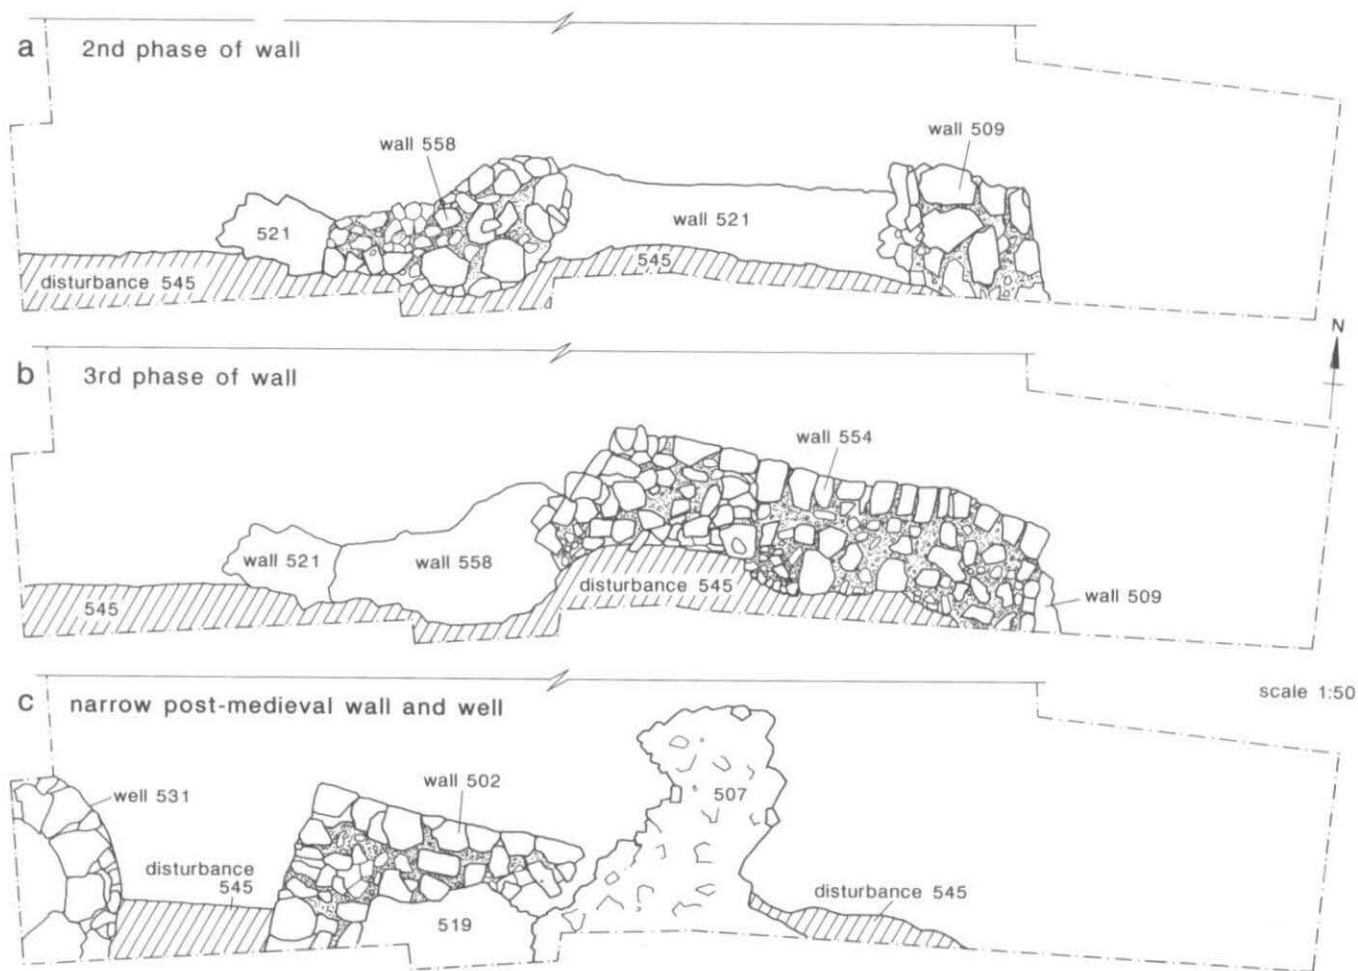 a 2nd phase of wall
wall 558
wall 509
521
wall 521
545
disturbance 545
N
b 3rd phase of wall
wall 554
wall 521
wall 558
disturbance 545
545
wall 509
scale 1:50
c narrow post-medieval wall and well
well 531
wall 502
507
disturbance
545
disturbance 545
519